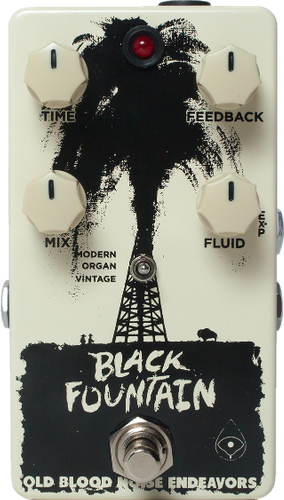 TIME FEEDBACK
MIX FLUID
EXP
MODERN
ORGAN
VINTAGE
BLACK
FOUNTAIN
OLD BLOOD NOISE ENDEAVORS